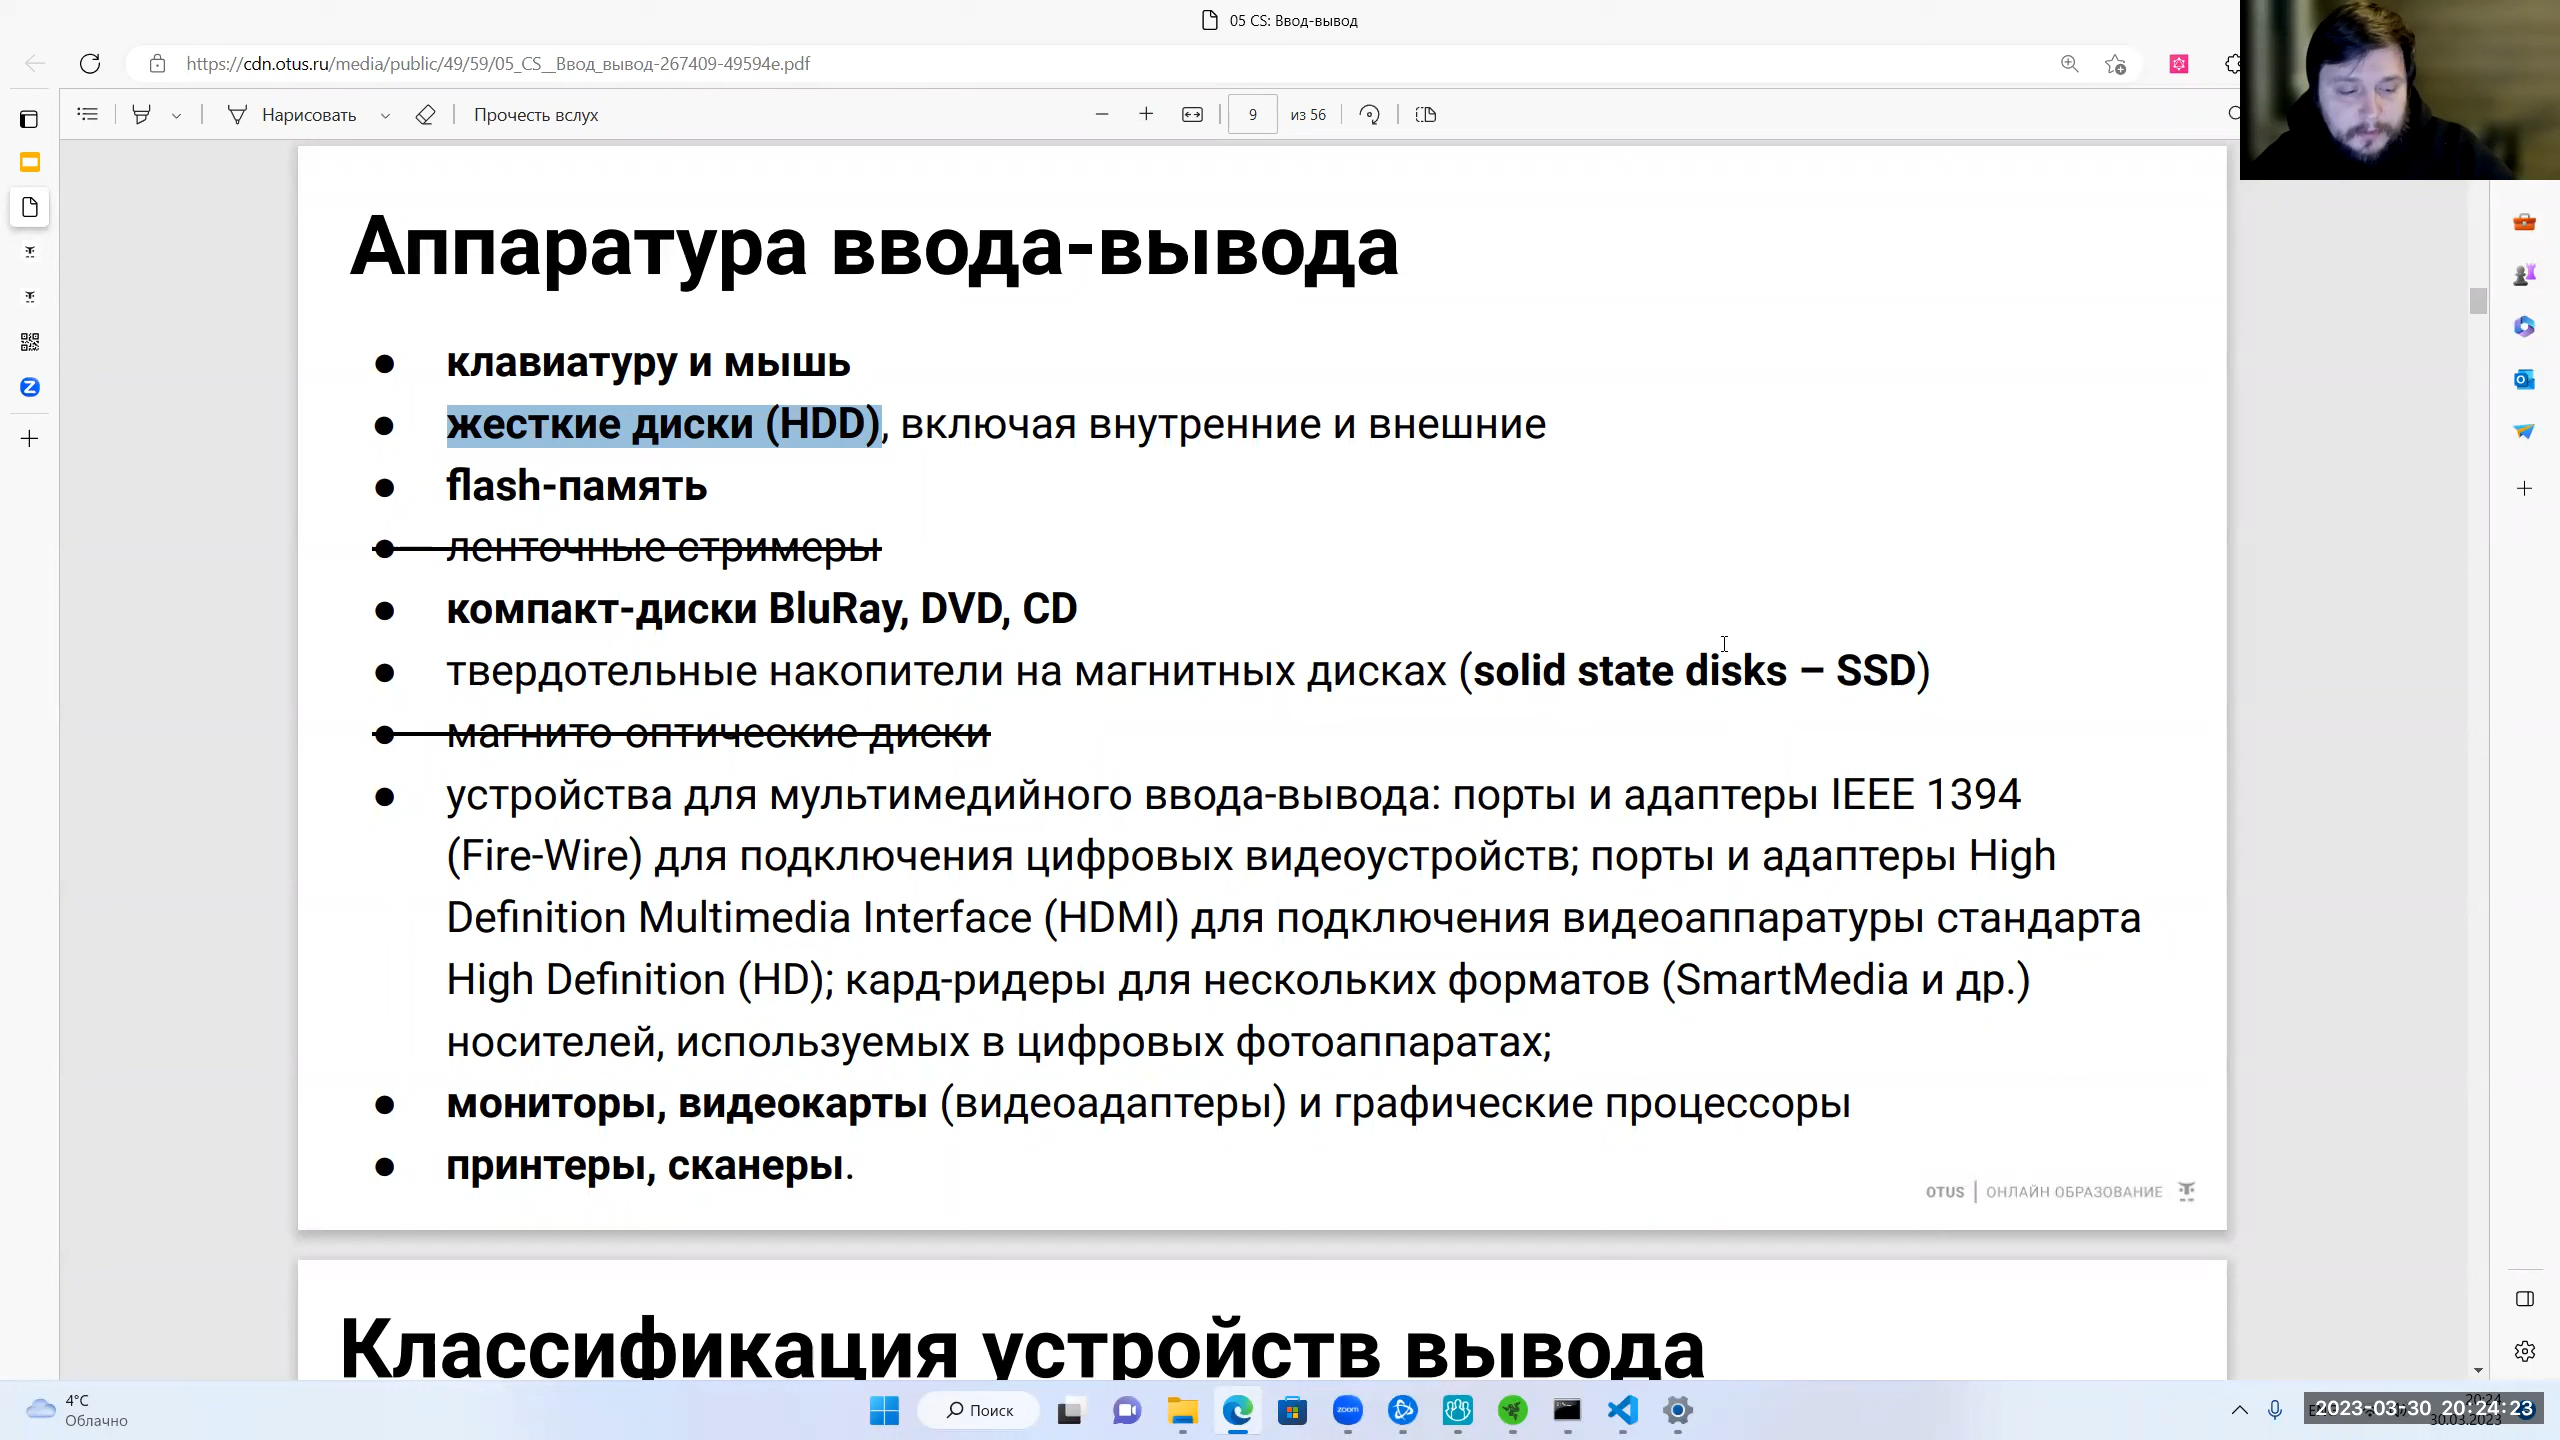 05 CS: Ввод-вывод
https://cdn.otus.ru/media/public/49/59/05_CS__Ввод_вывод-267409-49594e.pdf
Нарисовать
Прочесть вслух
9 из 56
Аппаратура ввода-вывода
● клавиатуру и мышь
● жесткие диски (HDD), включая внутренние и внешние
● flash-память
● ленточные стримеры
● компакт-диски BluRay, DVD, CD
● твердотельные накопители на магнитных дисках (solid state disks – SSD)
● магнито оптические диски
● устройства для мультимедийного ввода-вывода: порты и адаптеры IEEE 1394
(Fire-Wire) для подключения цифровых видеоустройств; порты и адаптеры High
Definition Multimedia Interface (HDMI) для подключения видеоаппаратуры стандарта
High Definition (HD); кард-ридеры для нескольких форматов (SmartMedia и др.)
носителей, используемых в цифровых фотоаппаратах;
● мониторы, видеокарты (видеоадаптеры) и графические процессоры
● принтеры, сканеры.
OTUS | ОНЛАЙН ОБРАЗОВАНИЕ
Классификация устройств вывода
4°C
Облачно
Поиск
zoom
20:24
2023-03-30 20:24:23
30.03.2023